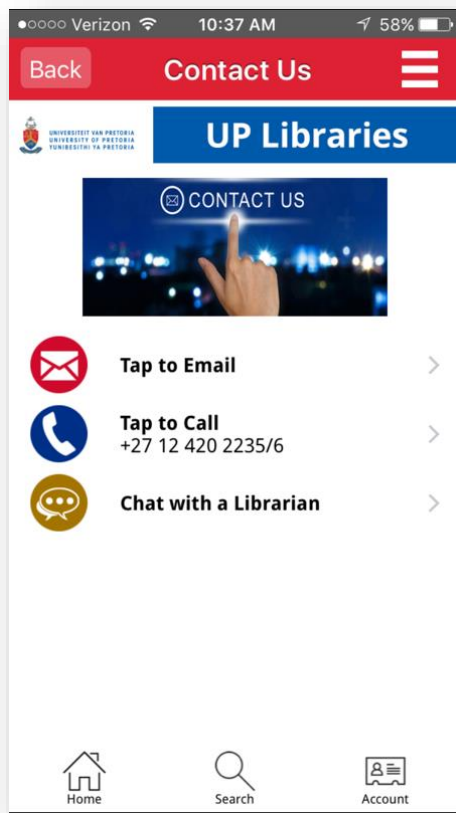 Verizon 10:37 AM 58%
Back Contact Us
UNIVERSITEIT VAN PRETORIA
UNIVERSITY OF PRETORIA
YUNIBESITHI YA PRETORIA
UP Libraries
CONTACT US
Tap to Email
Tap to Call
+27 12 420 2235/6
Chat with a Librarian
Home Search Account